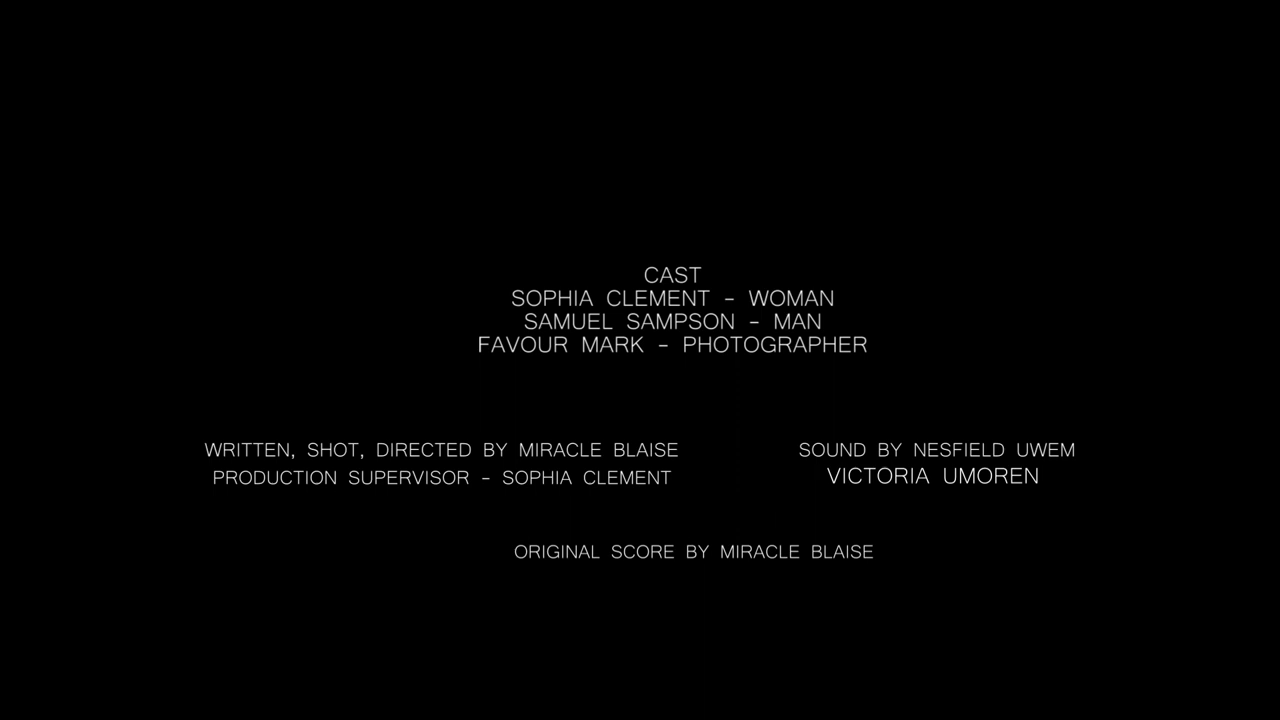 CAST
SOPHIA CLEMENT - WOMAN
SAMUEL SAMPSON - MAN
FAVOUR MARK - PHOTOGRAPHER
WRITTEN, SHOT, DIRECTED BY MIRACLE BLAISE
PRODUCTION SUPERVISOR - SOPHIA CLEMENT
SOUND BY NESFIELD UWEM
VICTORIA UMOREN
ORIGINAL SCORE BY MIRACLE BLAISE